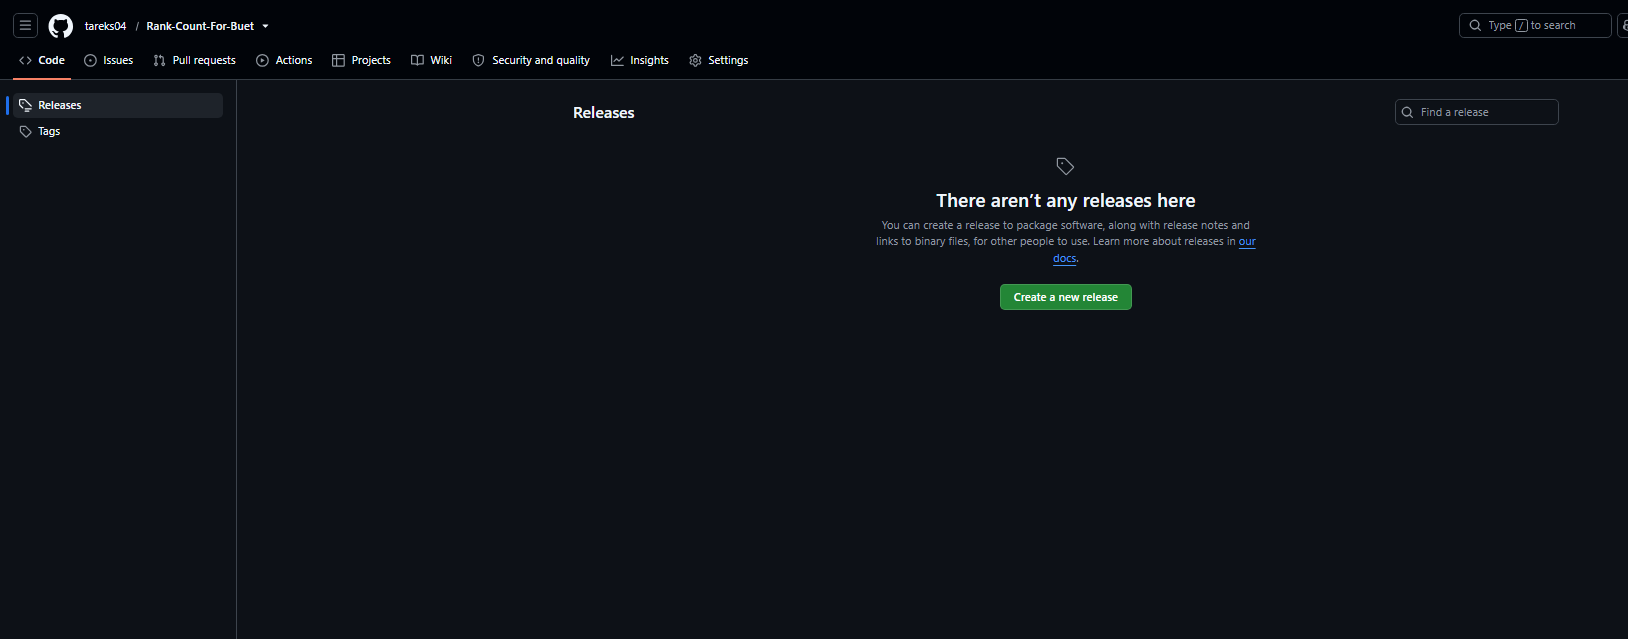 tareks04 / Rank-Count-For-Buet
Type / to search
Code Issues Pull requests Actions Projects Wiki Security and quality Insights Settings
Releases
Tags
Releases
Find a release
There aren’t any releases here
You can create a release to package software, along with release notes and
links to binary files, for other people to use. Learn more about releases in our
docs.
Create a new release